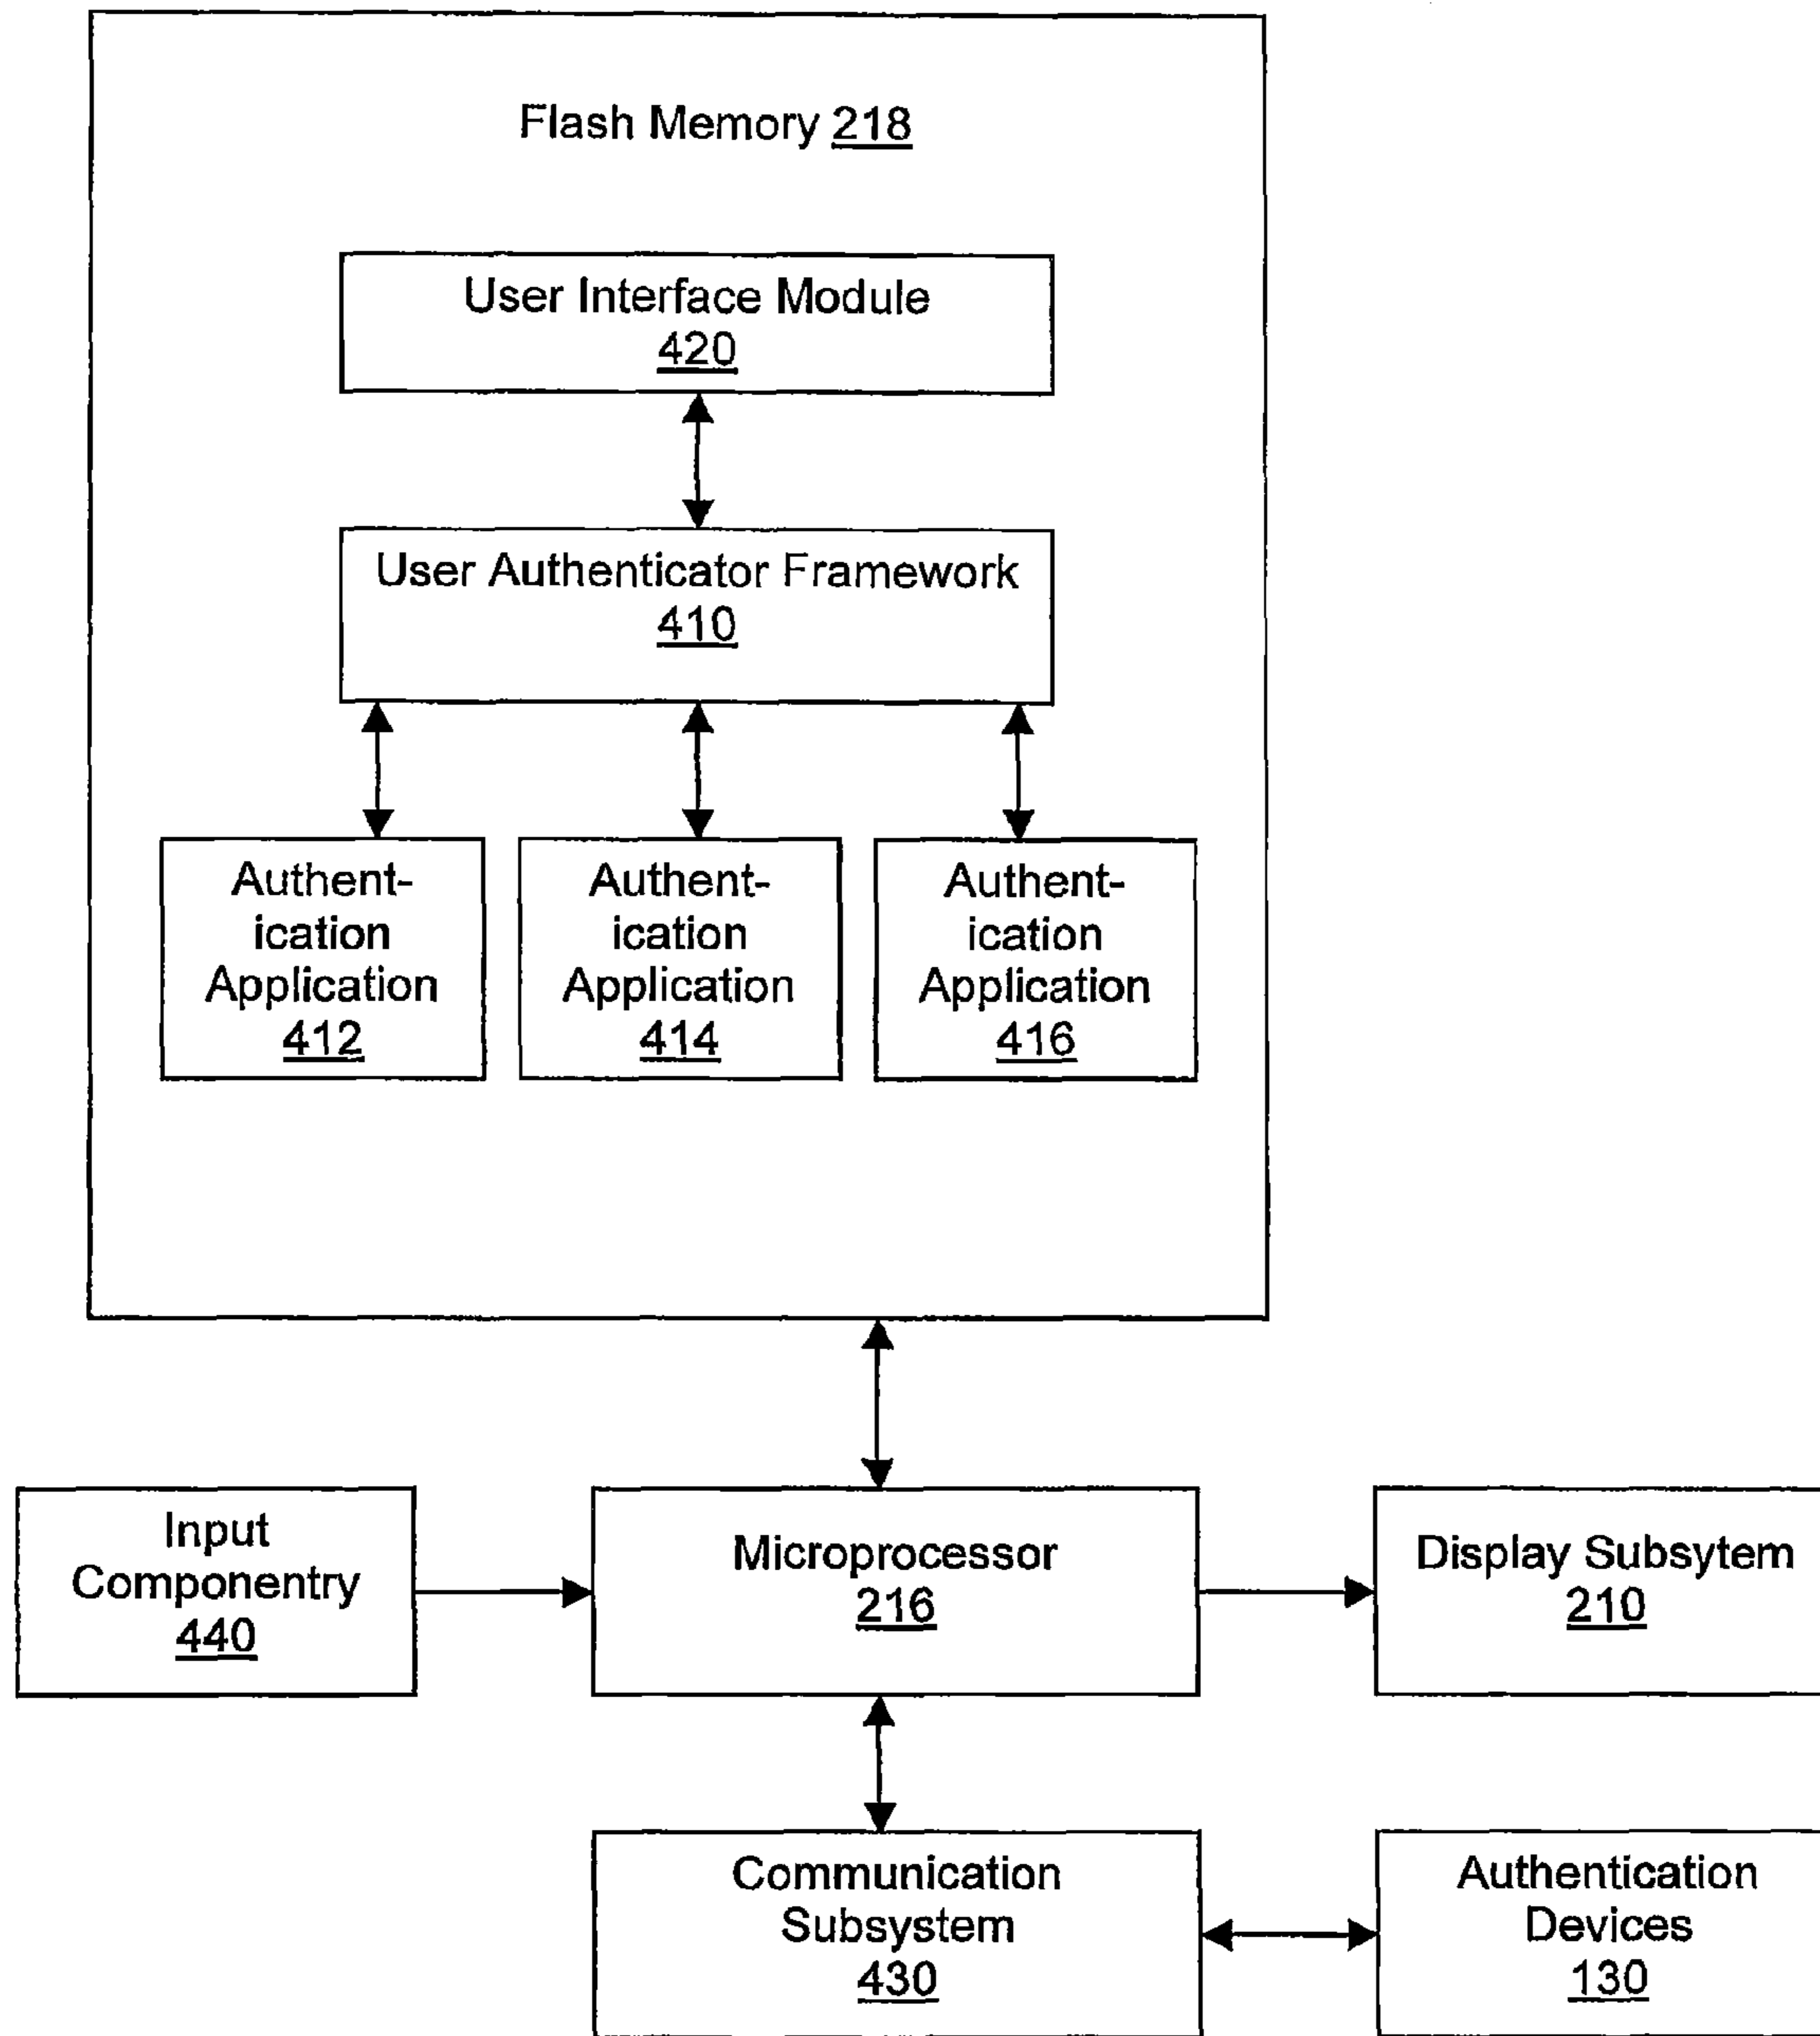 Flash Memory 218
User Interface Module
420
User Authenticator Framework
410
Authent-
ication
Application
412
Authent-
ication
Application
414
Authent-
ication
Application
416
Input
Componentry
440
Microprocessor
216
Display Subsytem
210
Communication
Subsystem
430
Authentication
Devices
130